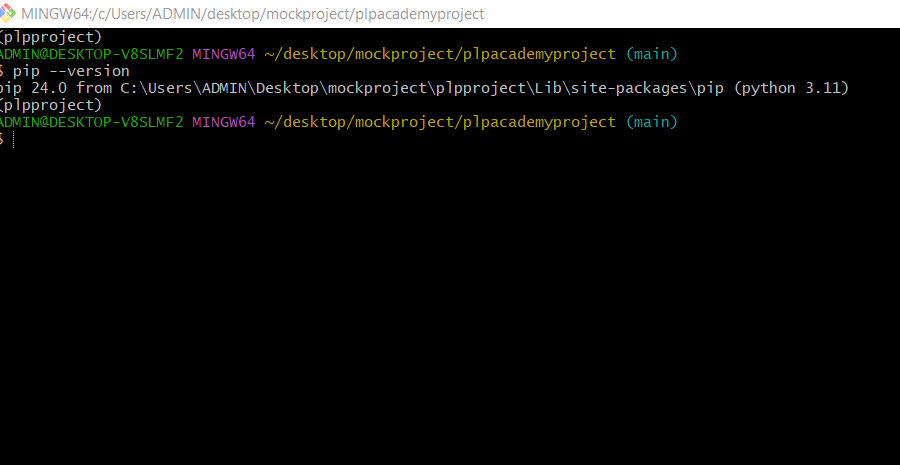 MINGW64:/c/Users/ADMIN/desktop/mockproject/plpacademyproject
(plpproject)
ADMIN@DESKTOP-V8SLMF2 MINGW64 ~/desktop/mockproject/plpacademyproject (main)
$ pip --version
pip 24.0 from C:\Users\ADMIN\Desktop\mockproject\plpproject\Lib\site-packages\pip (python 3.11)
(plpproject)
ADMIN@DESKTOP-V8SLMF2 MINGW64 ~/desktop/mockproject/plpacademyproject (main)
$